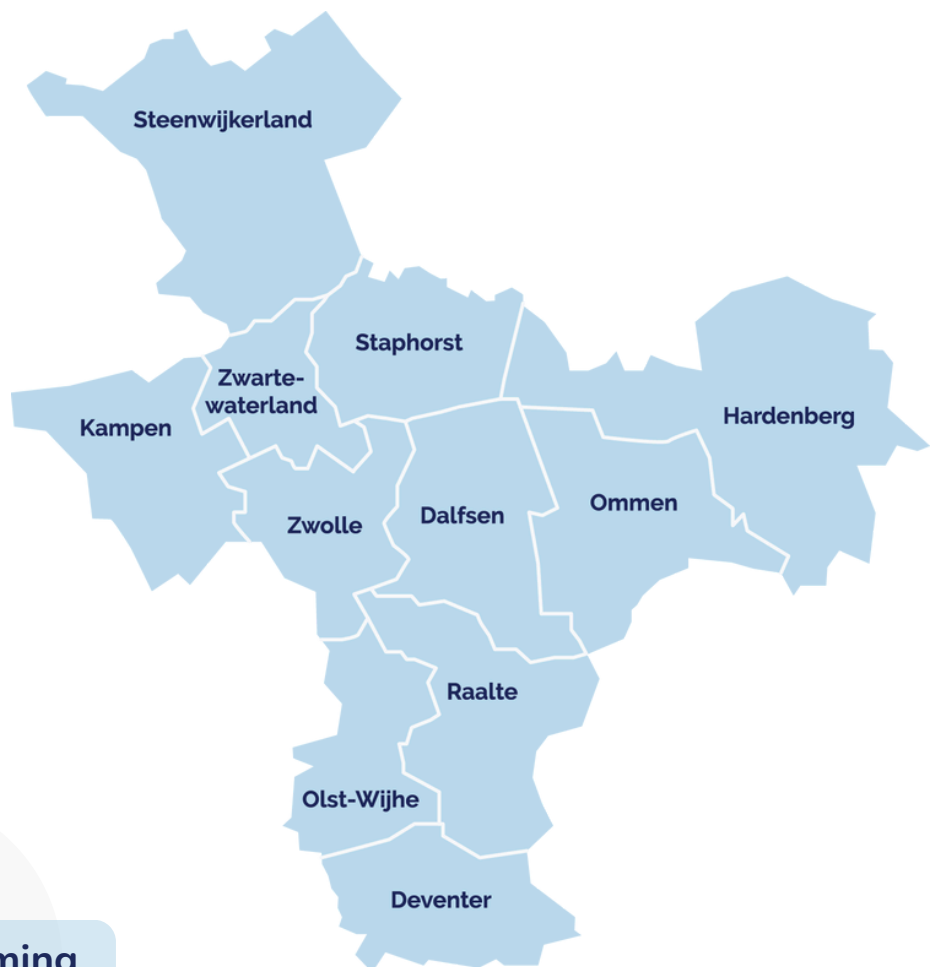 Steenwijkerland
Staphorst
Zwarte-
waterland
Kampen
Hardenberg
Zwolle
Dalfsen
Ommen
Raalte
Olst-Wijhe
Deventer